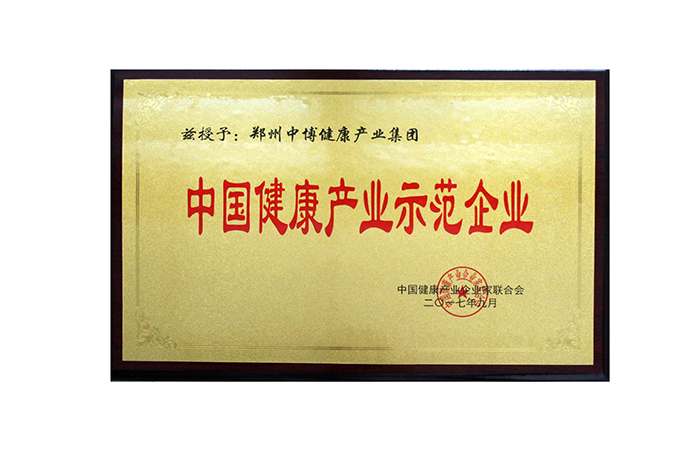 兹授予：郑州中博健康产业集团
中国健康产业示范企业
中国健康产业企业家联合会
二〇一七年九月